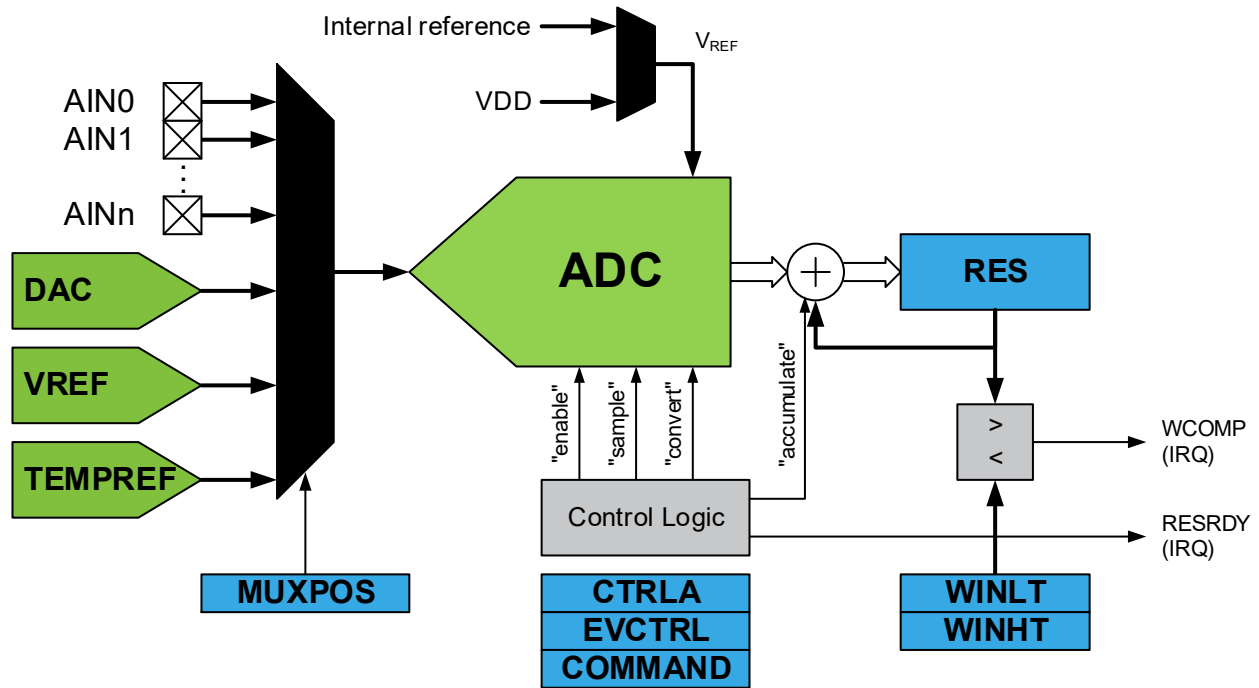 Internal reference
VREF
VDD
AIN0
AIN1
AINn
DAC
VREF
TEMPREF
MUXPOS
ADC
"enable"
"sample"
"convert"
"accumulate"
Control Logic
CTRLA
EVCTRL
COMMAND
+
RES
>
<
WCOMP
(IRQ)
RESRDY
(IRQ)
WINLT
WINHT